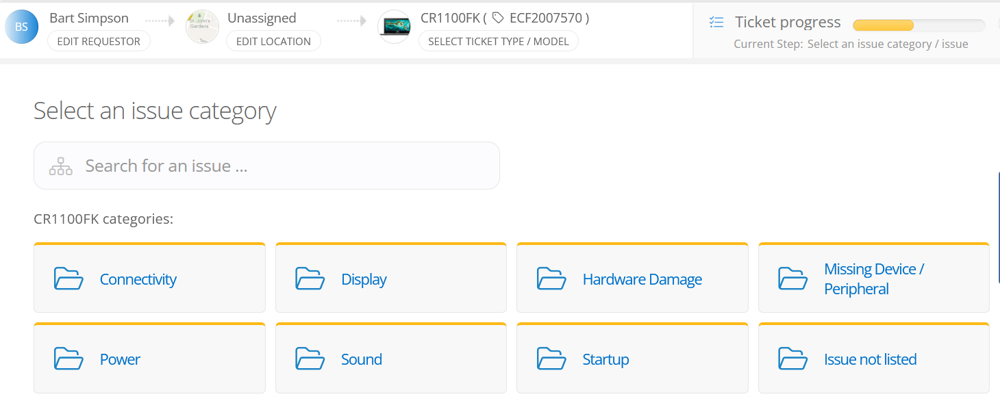 BS
Bart Simpson
EDIT REQUESTOR
St. John's
Gardens
Unassigned
EDIT LOCATION
CR1100FK ( ECF2007570 )
SELECT TICKET TYPE / MODEL
Ticket progress
Current Step: Select an issue category / issue
Select an issue category
Search for an issue ...
CR1100FK categories:
Connectivity
Display
Hardware Damage
Missing Device /
Peripheral
Power
Sound
Startup
Issue not listed